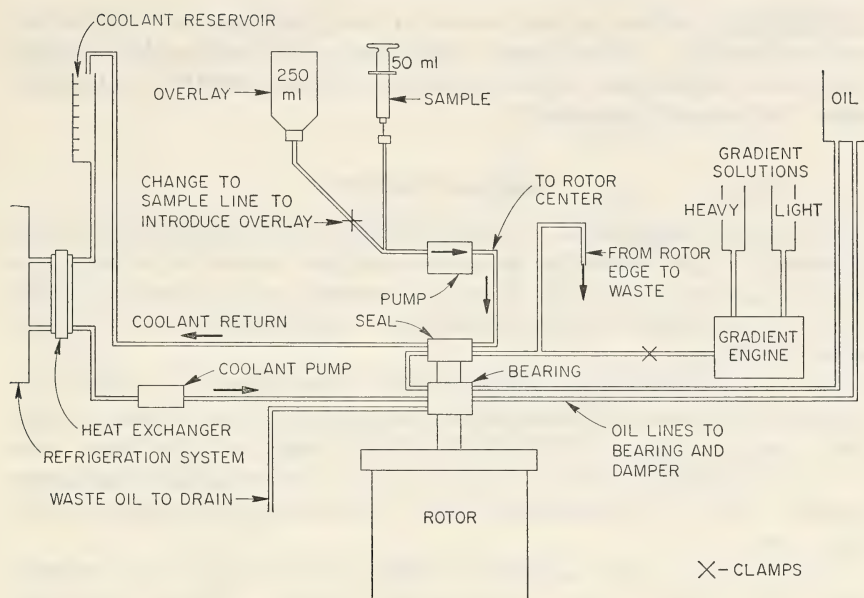 COOLANT RESERVOIR
OVERLAY
250
ml
50 ml
SAMPLE
OIL
GRADIENT
SOLUTIONS
HEAVY
LIGHT
CHANGE TO
SAMPLE LINE TO
INTRODUCE OVERLAY
TO ROTOR
CENTER
FROM ROTOR
EDGE TO
WASTE
PUMP
SEAL
COOLANT RETURN
GRADIENT
ENGINE
COOLANT PUMP
BEARING
HEAT EXCHANGER
REFRIGERATION SYSTEM
OIL LINES TO
BEARING AND
DAMPER
WASTE OIL TO DRAIN
ROTOR
X-CLAMPS